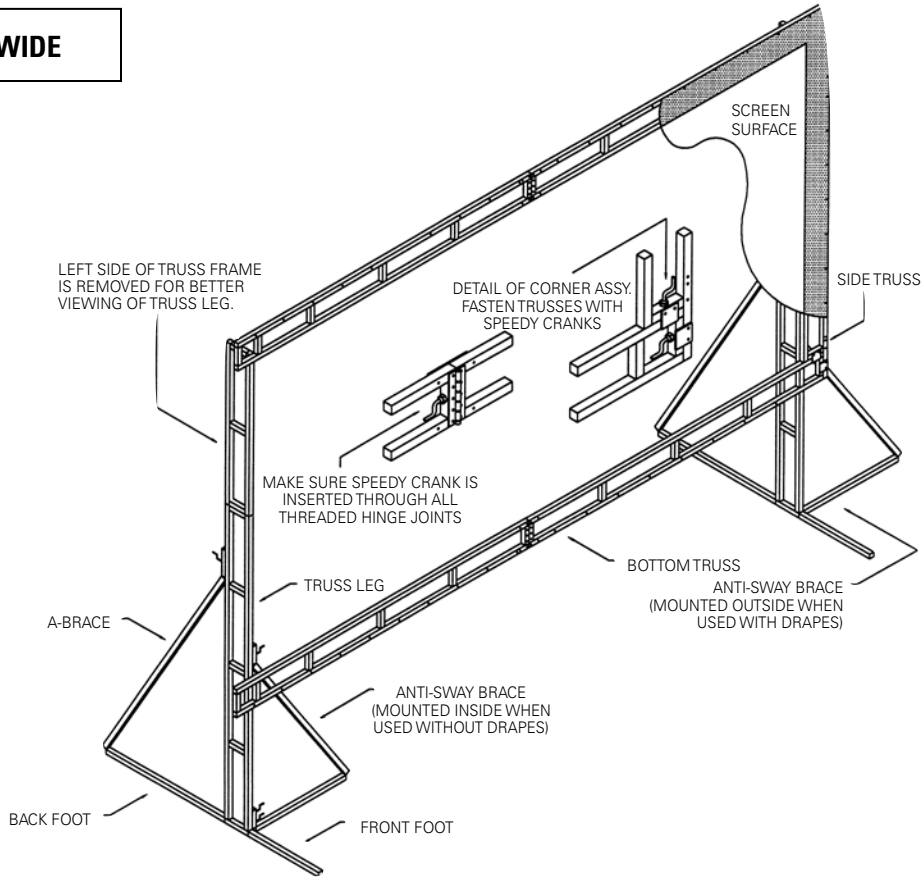 WIDE
SCREEN
SURFACE
LEFT SIDE OF TRUSS FRAME
IS REMOVED FOR BETTER
VIEWING OF TRUSS LEG.
DETAIL OF CORNER ASSY.
FASTEN TRUSSES WITH
SPEEDY CRANKS
SIDE TRUSS
MAKE SURE SPEEDY CRANK IS
INSERTED THROUGH ALL
THREADED HINGE JOINTS
TRUSS LEG
BOTTOM TRUSS
ANTI-SWAY BRACE
(MOUNTED OUTSIDE WHEN
USED WITH DRAPES)
A-BRACE
ANTI-SWAY BRACE
(MOUNTED INSIDE WHEN
USED WITHOUT DRAPES)
BACK FOOT
FRONT FOOT